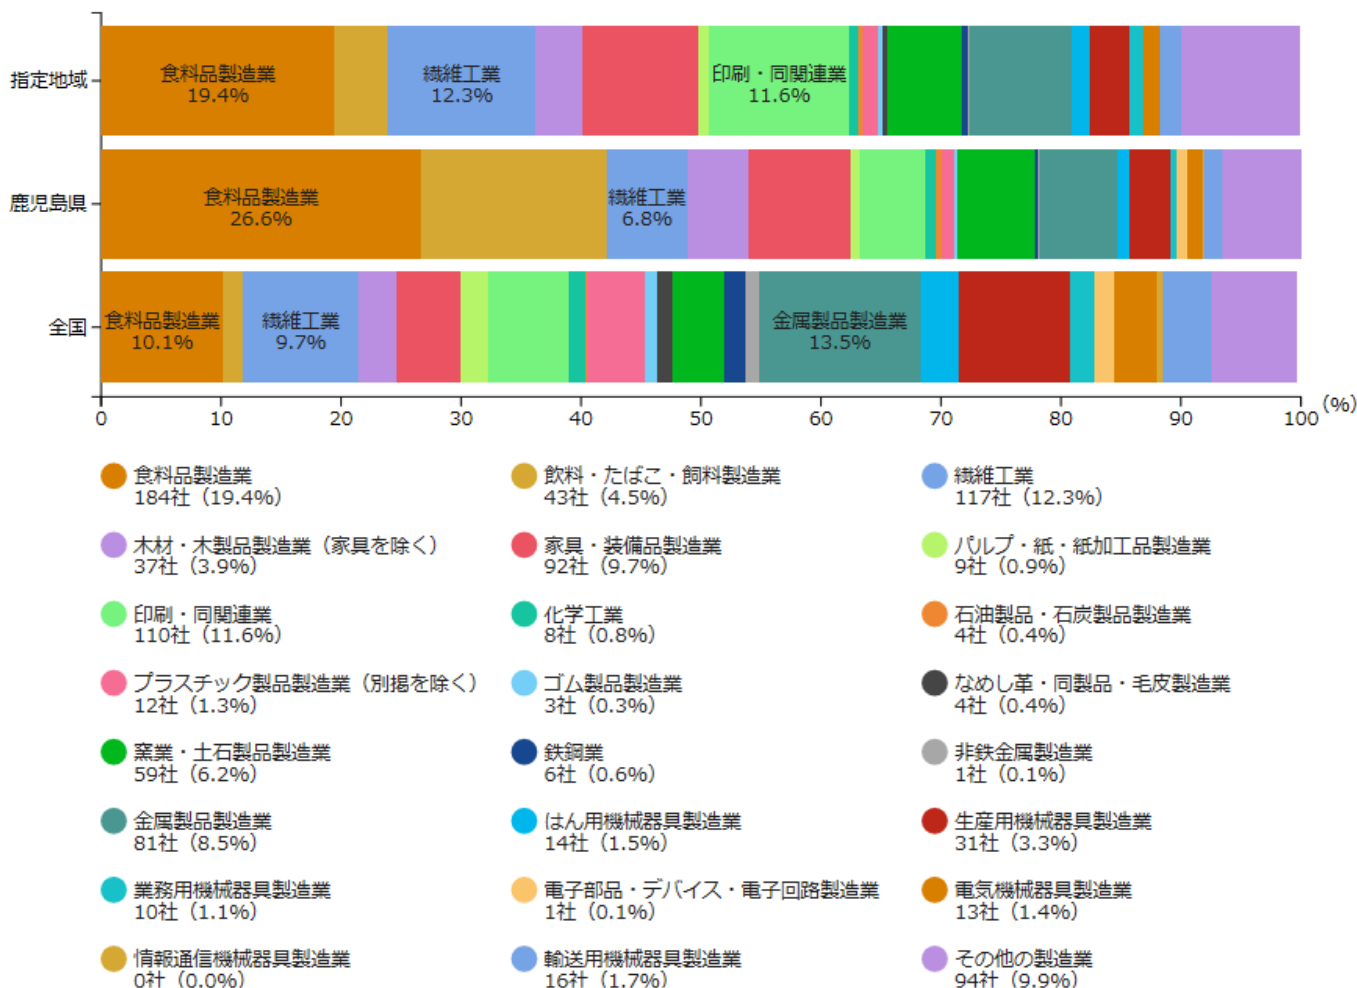 指定地域
食料品製造業
19.4%
繊維工業
12.3%
印刷・同関連業
11.6%
鹿児島県
食料品製造業
26.6%
繊維工業
6.8%
全国
食料品製造業
10.1%
繊維工業
9.7%
金属製品製造業
13.5%
0 10 20 30 40 50 60 70 80 90 100 (%)
食料品製造業
184社（19.4%）
飲料・たばこ・飼料製造業
43社（4.5%）
繊維工業
117社（12.3%）
木材・木製品製造業（家具を除く）
37社（3.9%）
家具・装備品製造業
92社（9.7%）
パルプ・紙・紙加工品製造業
9社（0.9%）
印刷・同関連業
110社（11.6%）
化学工業
8社（0.8%）
石油製品・石炭製品製造業
4社（0.4%）
プラスチック製品製造業（別掲を除く）
12社（1.3%）
ゴム製品製造業
3社（0.3%）
なめし革・同製品・毛皮製造業
4社（0.4%）
窯業・土石製品製造業
59社（6.2%）
鉄鋼業
6社（0.6%）
非鉄金属製造業
1社（0.1%）
金属製品製造業
81社（8.5%）
はん用機械器具製造業
14社（1.5%）
生産用機械器具製造業
31社（3.3%）
業務用機械器具製造業
10社（1.1%）
電子部品・デバイス・電子回路製造業
1社（0.1%）
電気機械器具製造業
13社（1.4%）
情報通信機械器具製造業
0社（0.0%）
輸送用機械器具製造業
16社（1.7%）
その他の製造業
94社（9.9%）